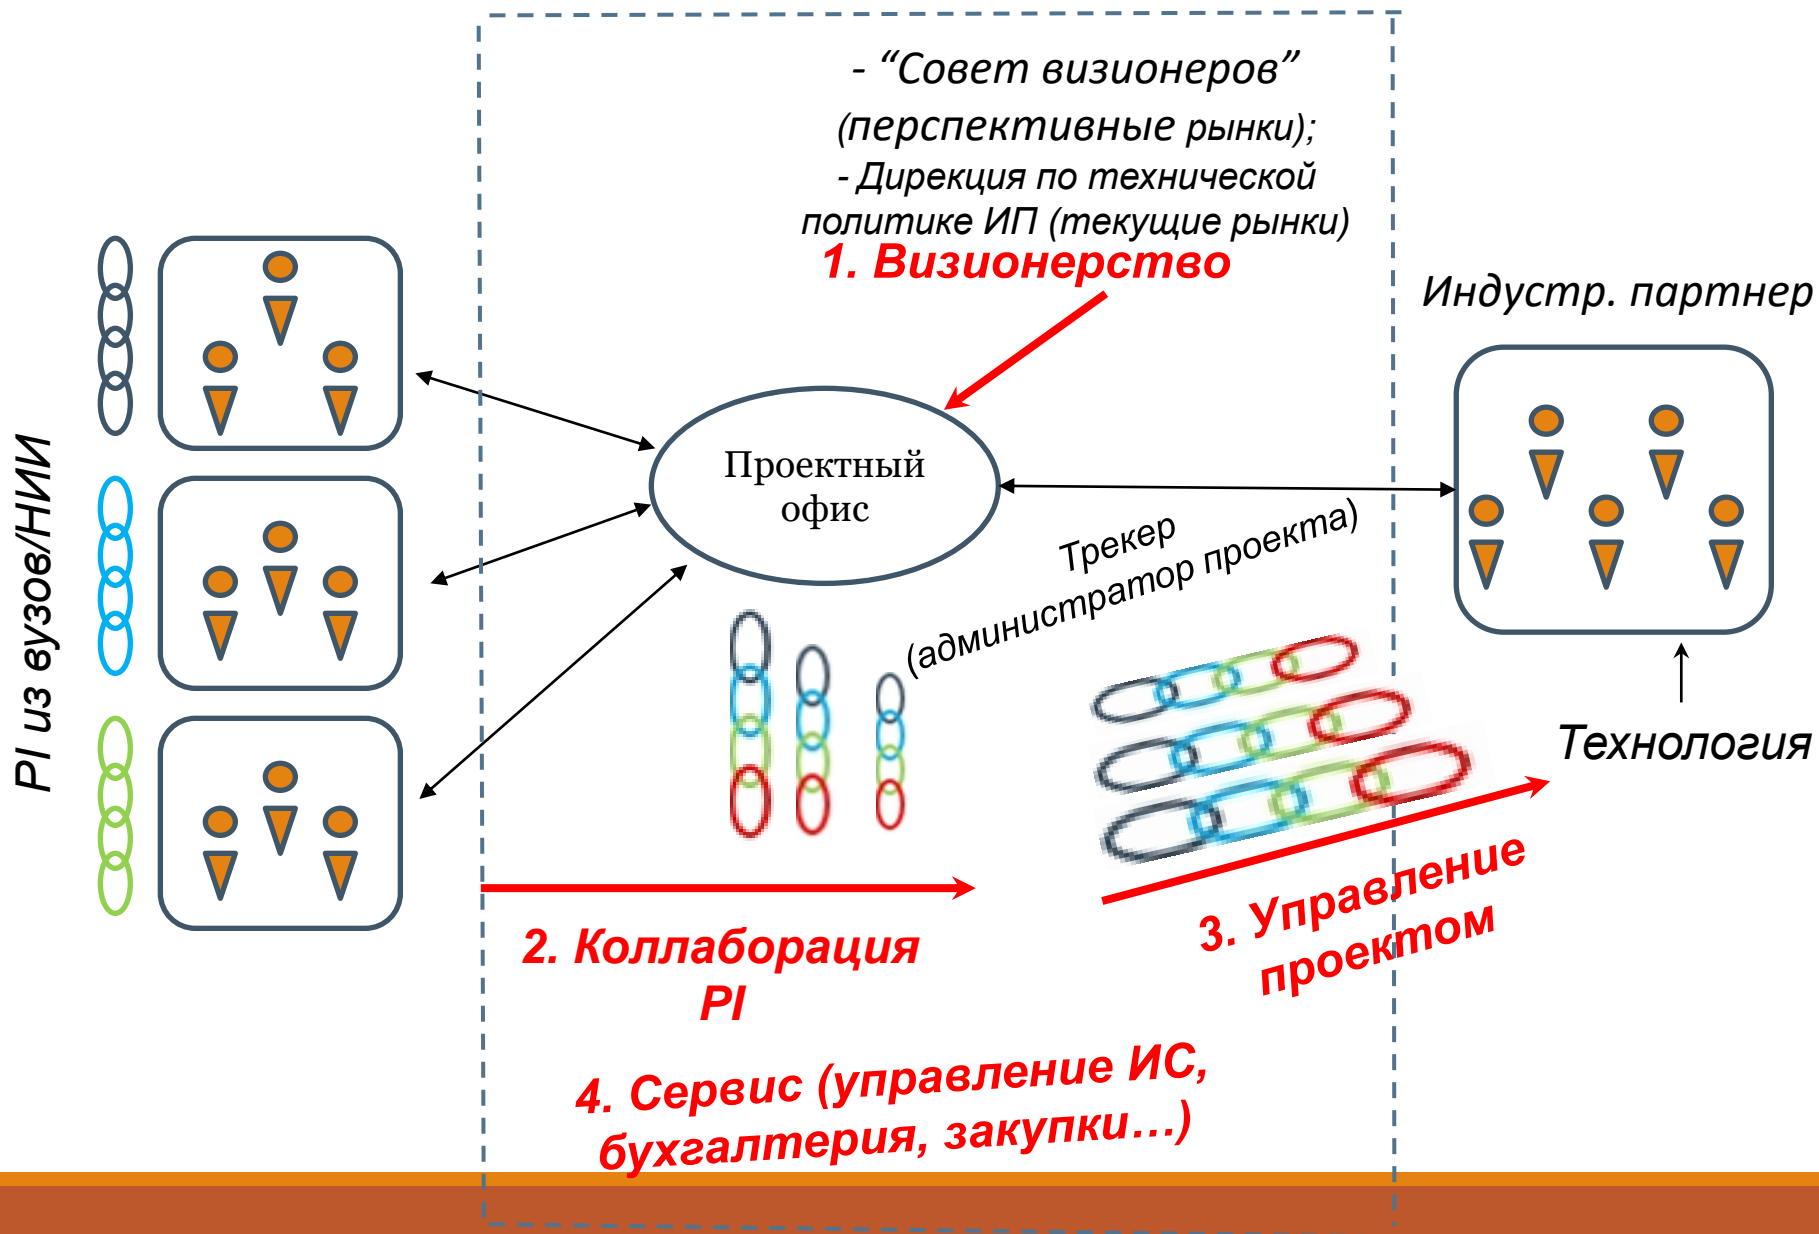 - “Совет визионеров”
(перспективные рынки);
- Дирекция по технической
политике ИП (текущие рынки)
1. Визионерство
Индустр. партнер
PI из вузов/НИИ
Проектный
офис
Трекер
(администратор проекта)
Технология
2. Коллаборация
PI
3. Управление
проектом
4. Сервис (управление ИС,
бухгалтерия, закупки...)